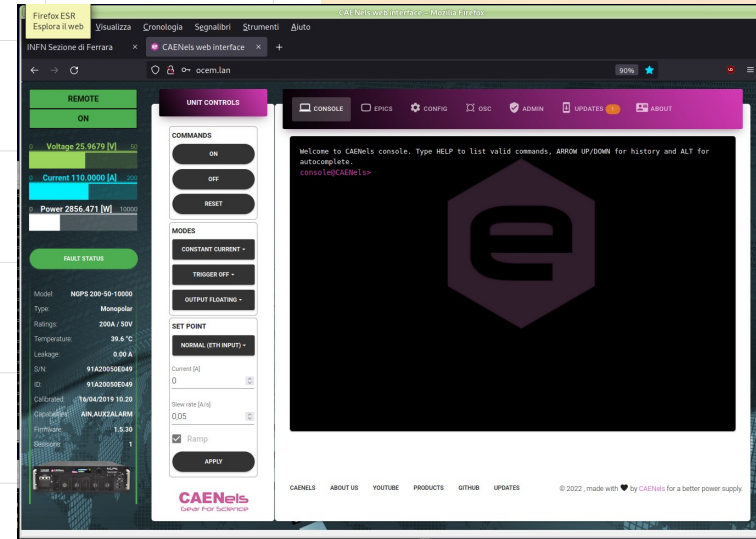 Firefox ESR
Esplora il web
CAENels web interface — Mozilla Firefox
Visualizza Cronologia Segnalibri Strumenti Aiuto
INFN Sezione di Ferrara ×
CAENels web interface × +
ocem.lan
90%
REMOTE
ON
0 Voltage 25.9679 [V] 50
0 Current 110.0000 [A] 200
0 Power 2856.471 [W] 10000
FAULT STATUS
Model: NGPS 200-50-10000
Type: Monopolar
Ratings: 200A / 50V
Temperature: 39.6 °C
Leakage: 0.00 A
S/N: 91A20050E049
ID: 91A20050E049
Calibrated: 16/04/2019 10.20
Capabilities: AIN,AUX2ALARM
Firmware: 1.5.30
Sessions: 1
UNIT CONTROLS
COMMANDS
ON
OFF
RESET
MODES
CONSTANT CURRENT
TRIGGER OFF
OUTPUT FLOATING
SET POINT
NORMAL (ETH INPUT)
Current [A]
0
Slew rate [A/s]
0,05
Ramp
APPLY
CAENels
Gear For Science
CONSOLE EPICS CONFIG OSC ADMIN UPDATES ABOUT
Welcome to CAENels console. Type HELP to list valid commands, ARROW UP/DOWN for history and ALT for
autocomplete.
console@CAENels>
CAENELS ABOUT US YOUTUBE PRODUCTS GITHUB UPDATES
© 2022 , made with ♥ by CAENels for a better power supply.